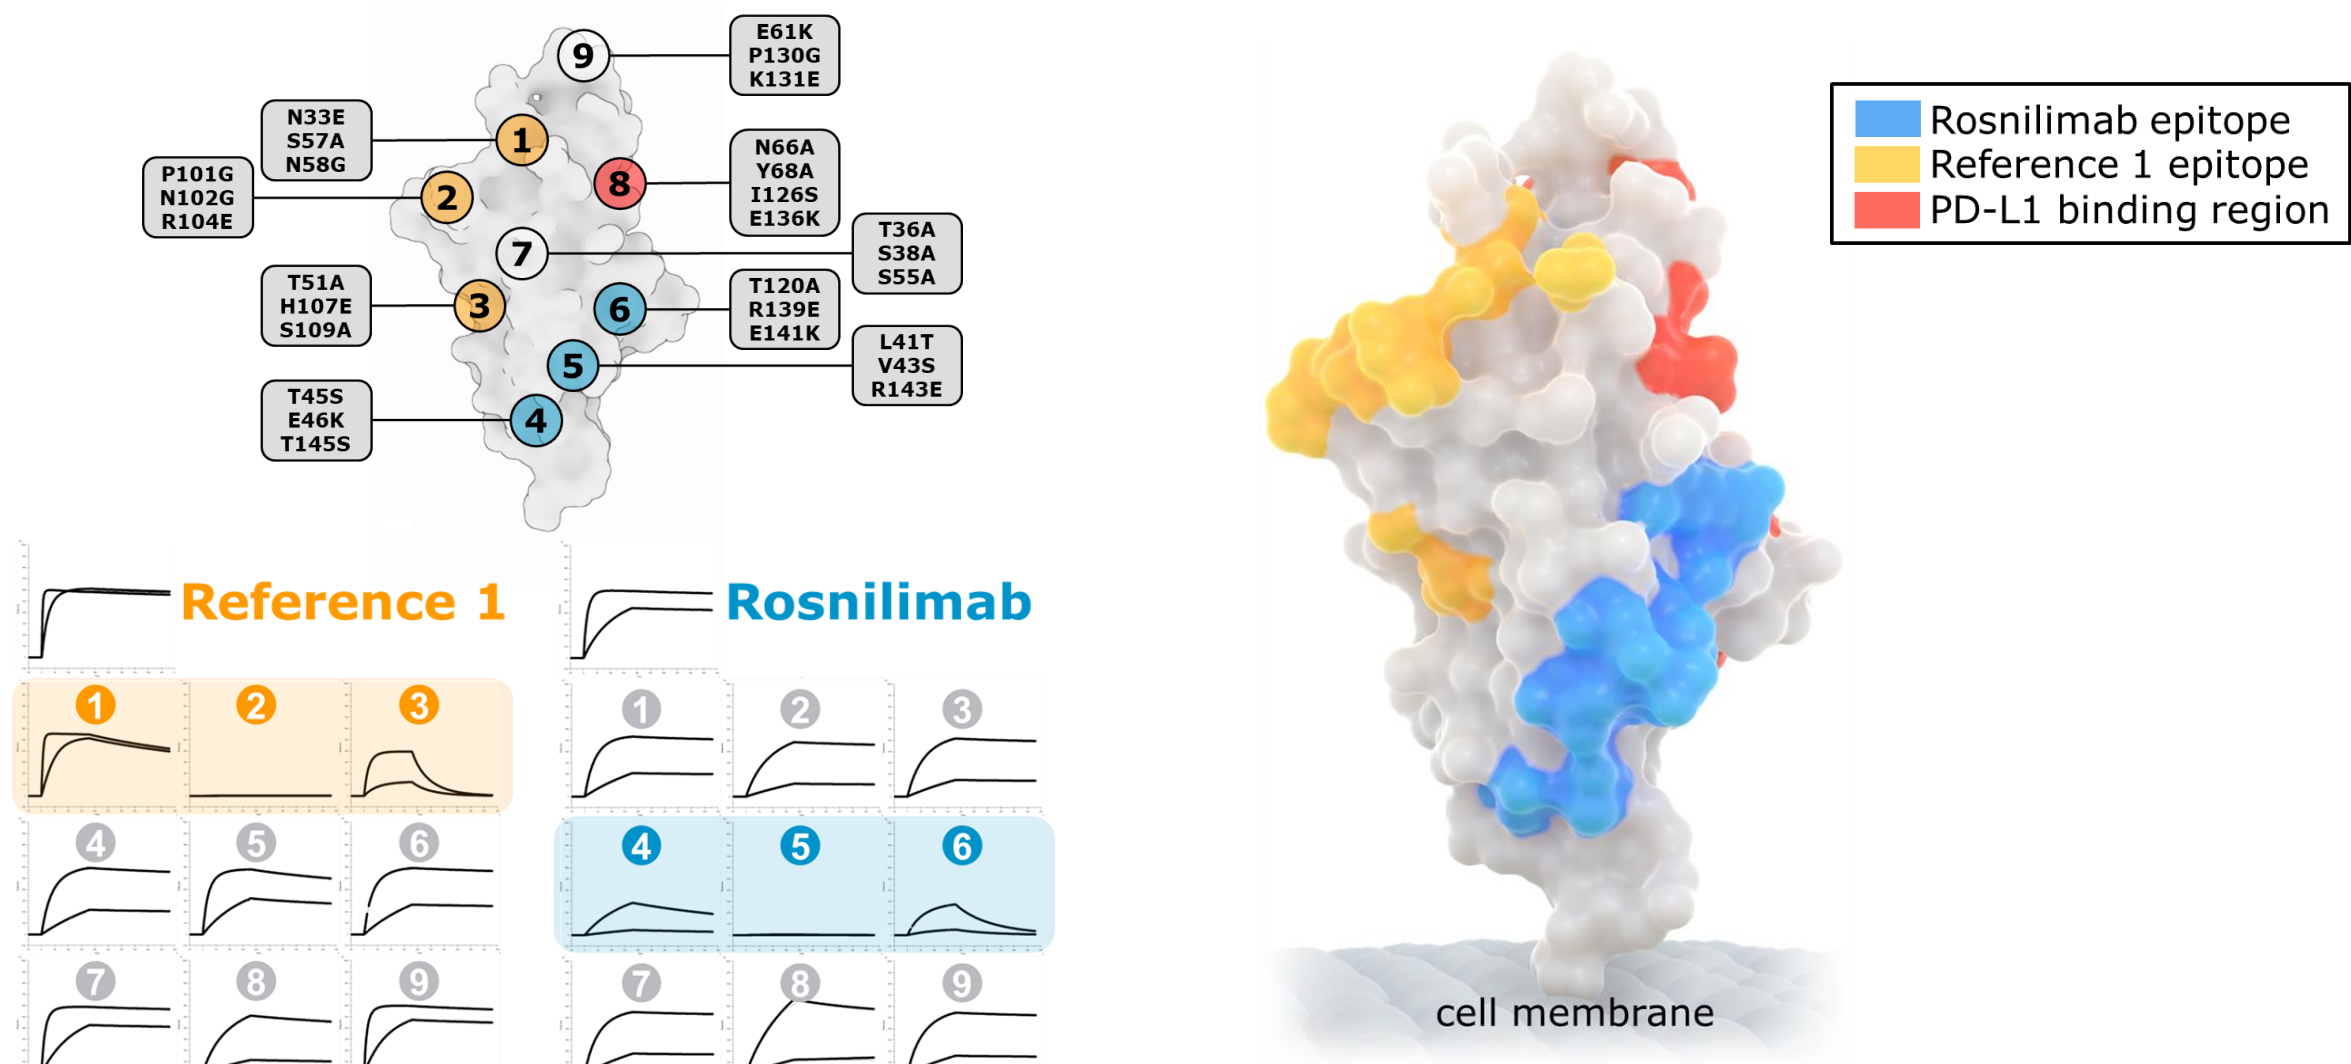 9
E61K
P130G
K131E
N33E
S57A
N58G
1
P101G
N102G
R104E
2
8
N66A
Y68A
I126S
E136K
7
T36A
S38A
S55A
T51A
H107E
S109A
3
6
T120A
R139E
E141K
5
L41T
V43S
R143E
T45S
E46K
T145S
4
Reference 1
1
2
3
4
5
6
7
8
9
Rosnilimab
1
2
3
4
5
6
7
8
9
Rosnilimab epitope
Reference 1 epitope
PD-L1 binding region
cell membrane